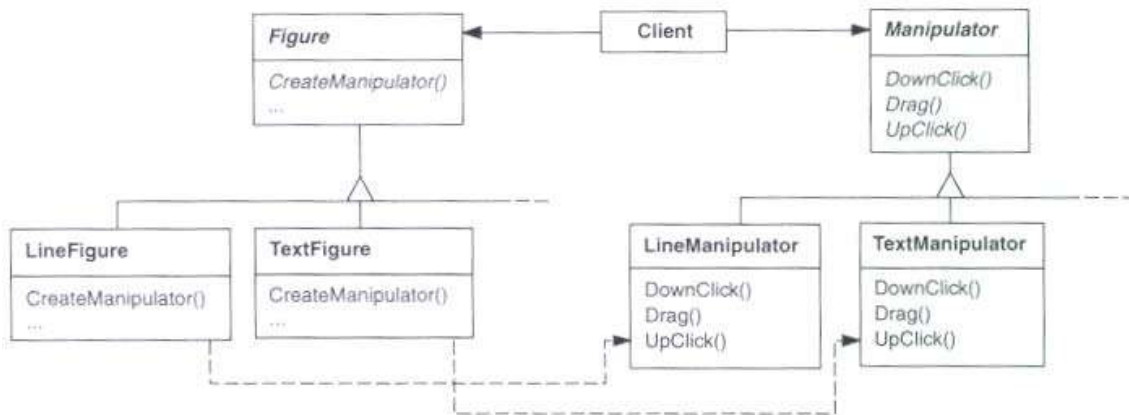 Figure
CreateManipulator()
...
Client
Manipulator
DownClick()
Drag()
UpClick()
LineFigure
CreateManipulator()
...
TextFigure
CreateManipulator()
...
LineManipulator
DownClick()
Drag()
UpClick()
TextManipulator
DownClick()
Drag()
UpClick()